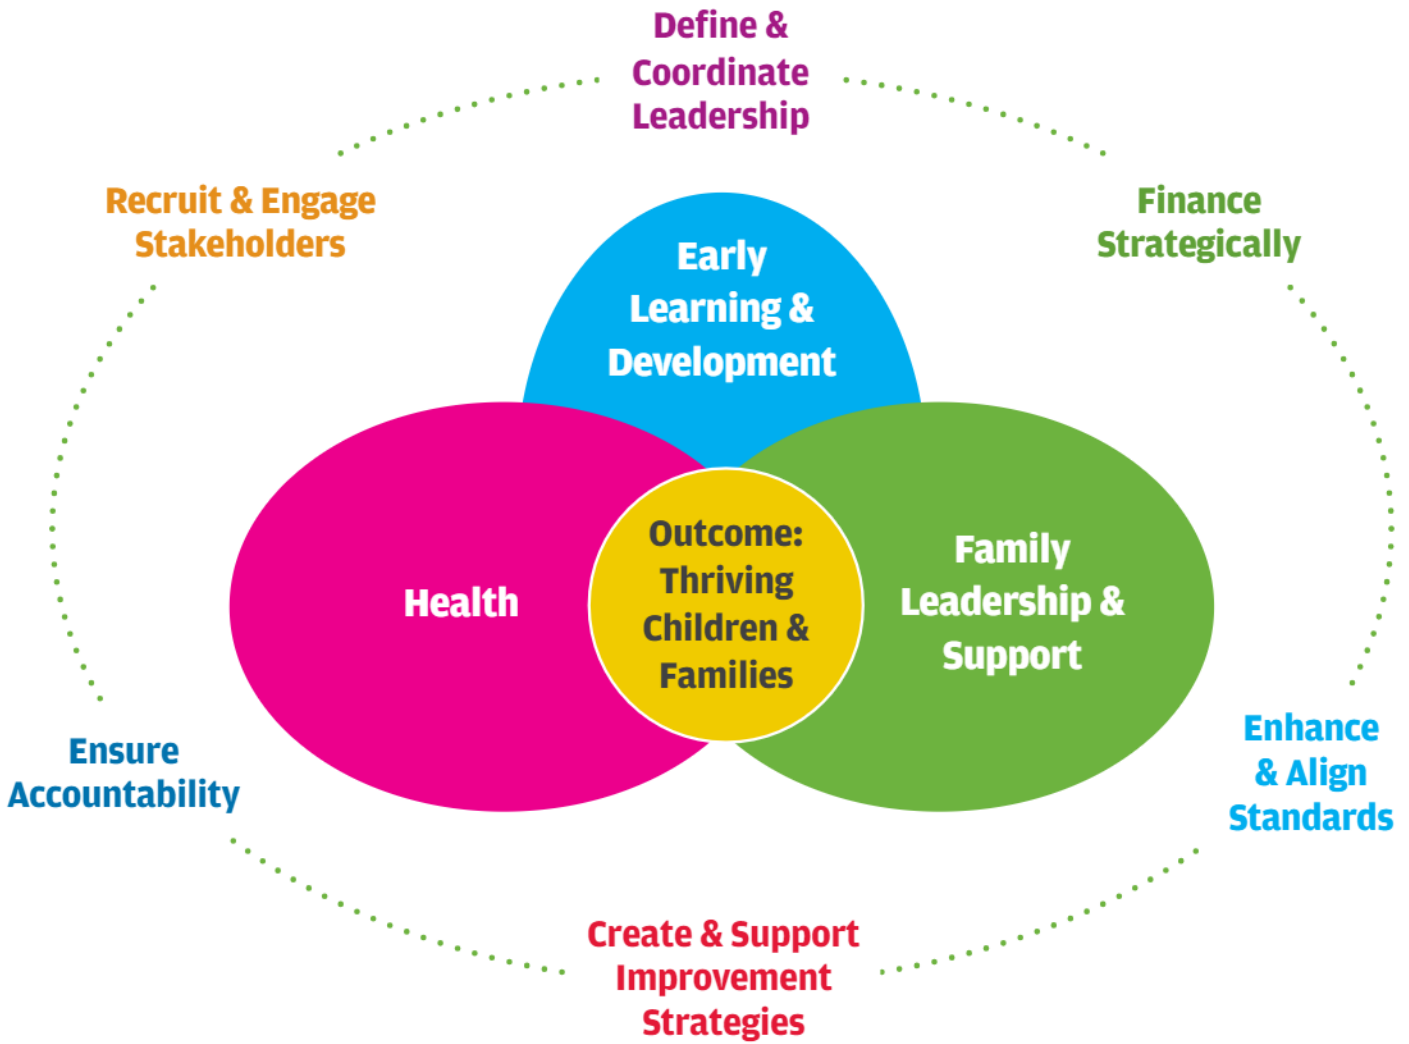 Define &
Coordinate
Leadership
Recruit & Engage
Stakeholders
Finance
Strategically
Early
Learning &
Development
Health
Outcome:
Thriving
Children &
Families
Family
Leadership &
Support
Ensure
Accountability
Enhance
& Align
Standards
Create & Support
Improvement
Strategies